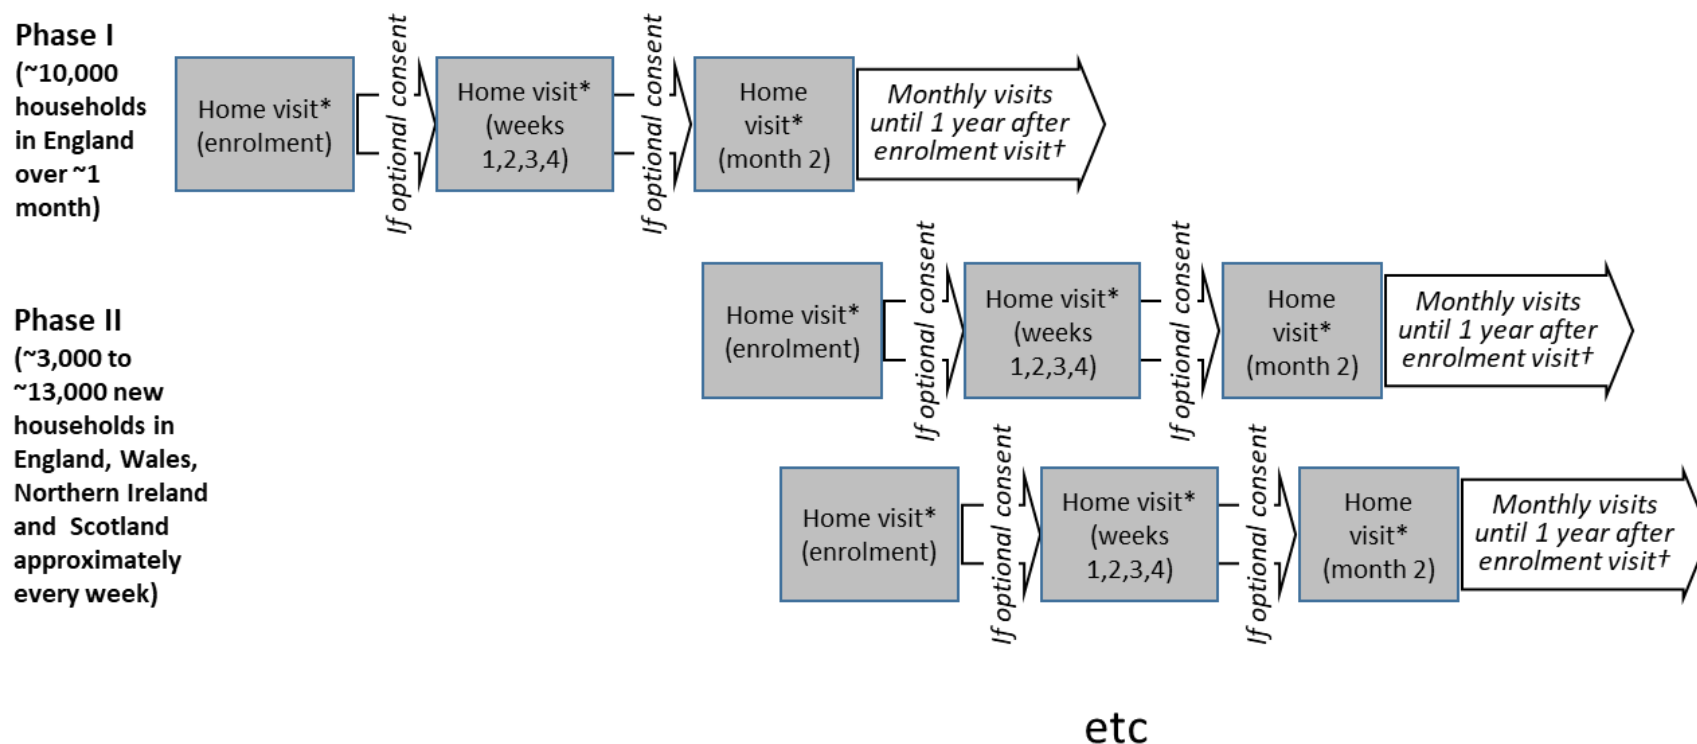 Phase I
(~10,000
households
in England
over ~1
month)
Home visit*
(enrolment)
If optional consent
Home visit*
(weeks
1,2,3,4)
If optional consent
Home
visit*
(month 2)
Monthly visits
until 1 year after
enrolment visit†
Phase II
(~3,000 to
~13,000 new
households in
England, Wales,
Northern Ireland
and Scotland
approximately
every week)
Home visit*
(enrolment)
If optional consent
Home visit*
(weeks
1,2,3,4)
If optional consent
Home
visit*
(month 2)
Monthly visits
until 1 year after
enrolment visit†
Home visit*
(enrolment)
If optional consent
Home visit*
(weeks
1,2,3,4)
If optional consent
Home
visit*
(month 2)
Monthly visits
until 1 year after
enrolment visit†
etc